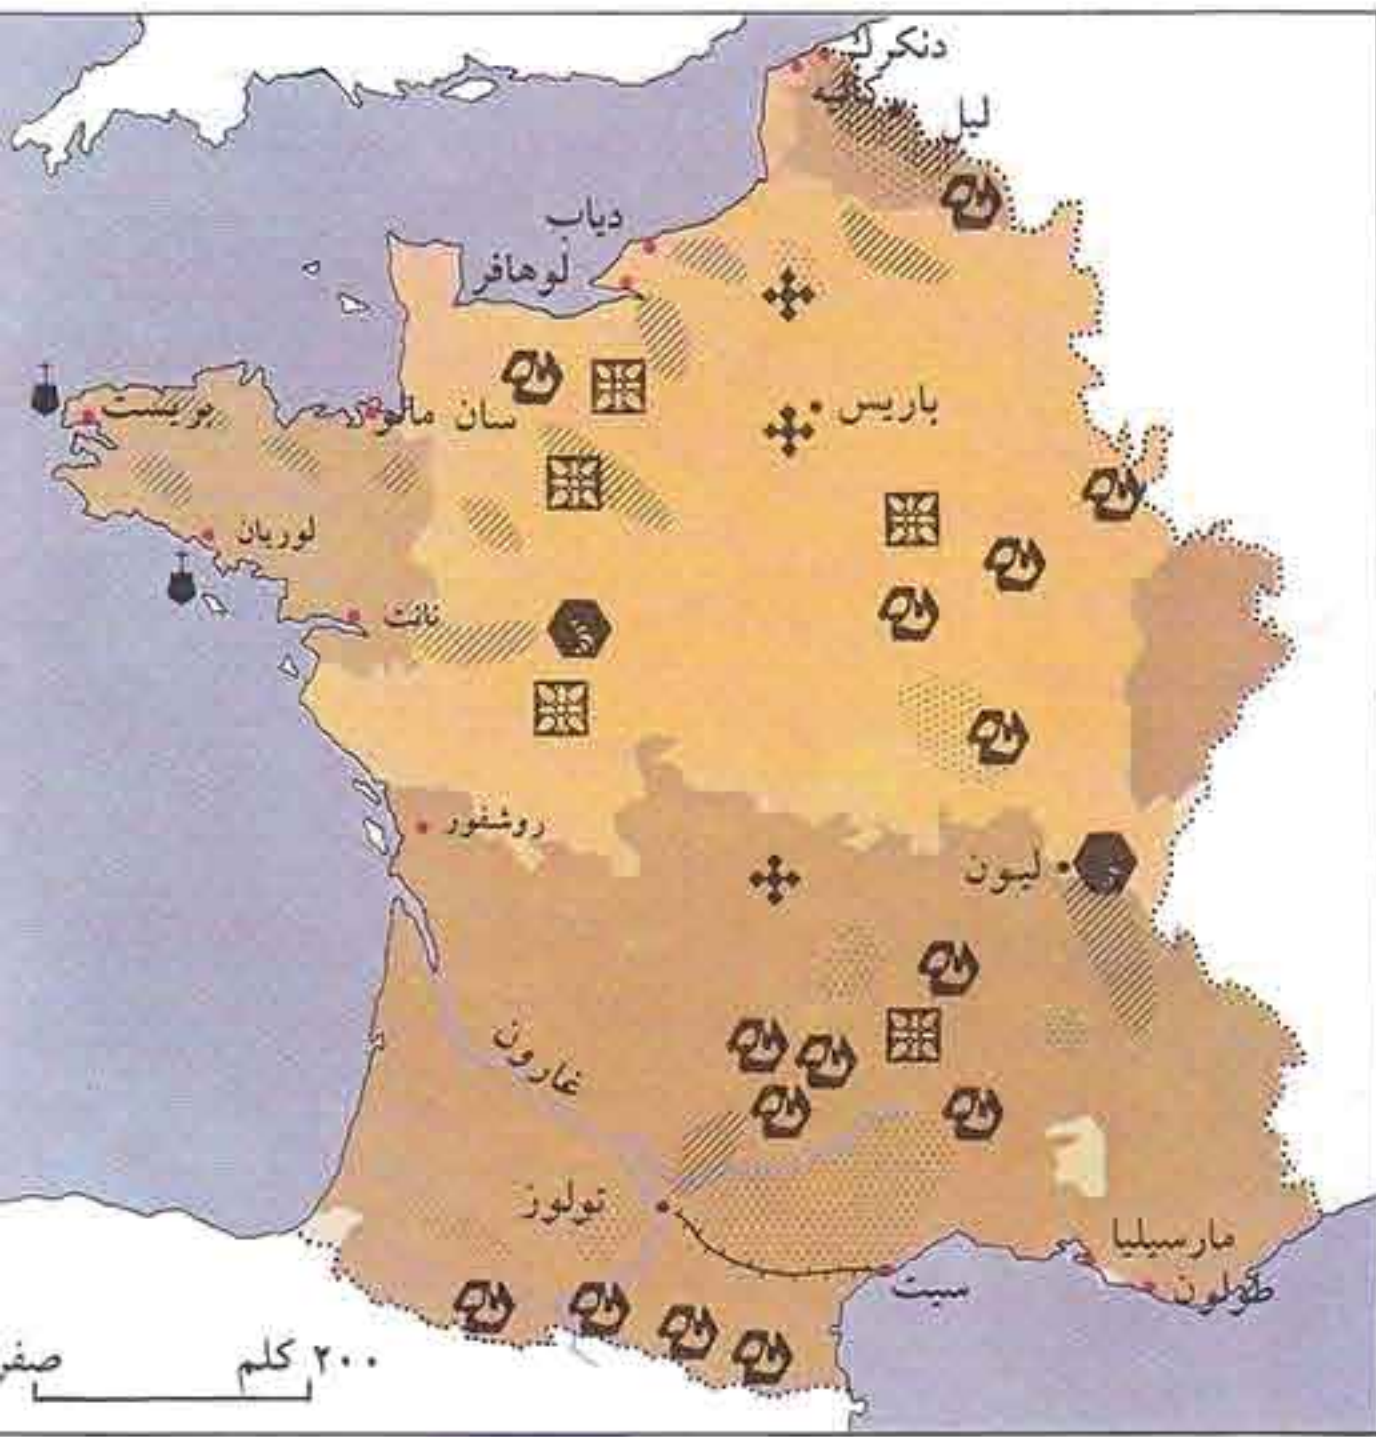 دنكرك
ليل
دياب
لوهافر
باريس
بريست
سان مالو
لوريان
نانت
روشفور
ليون
غارون
تولوز
مارسيليا
طولون
سيت
صفر
٢٠٠ كلم